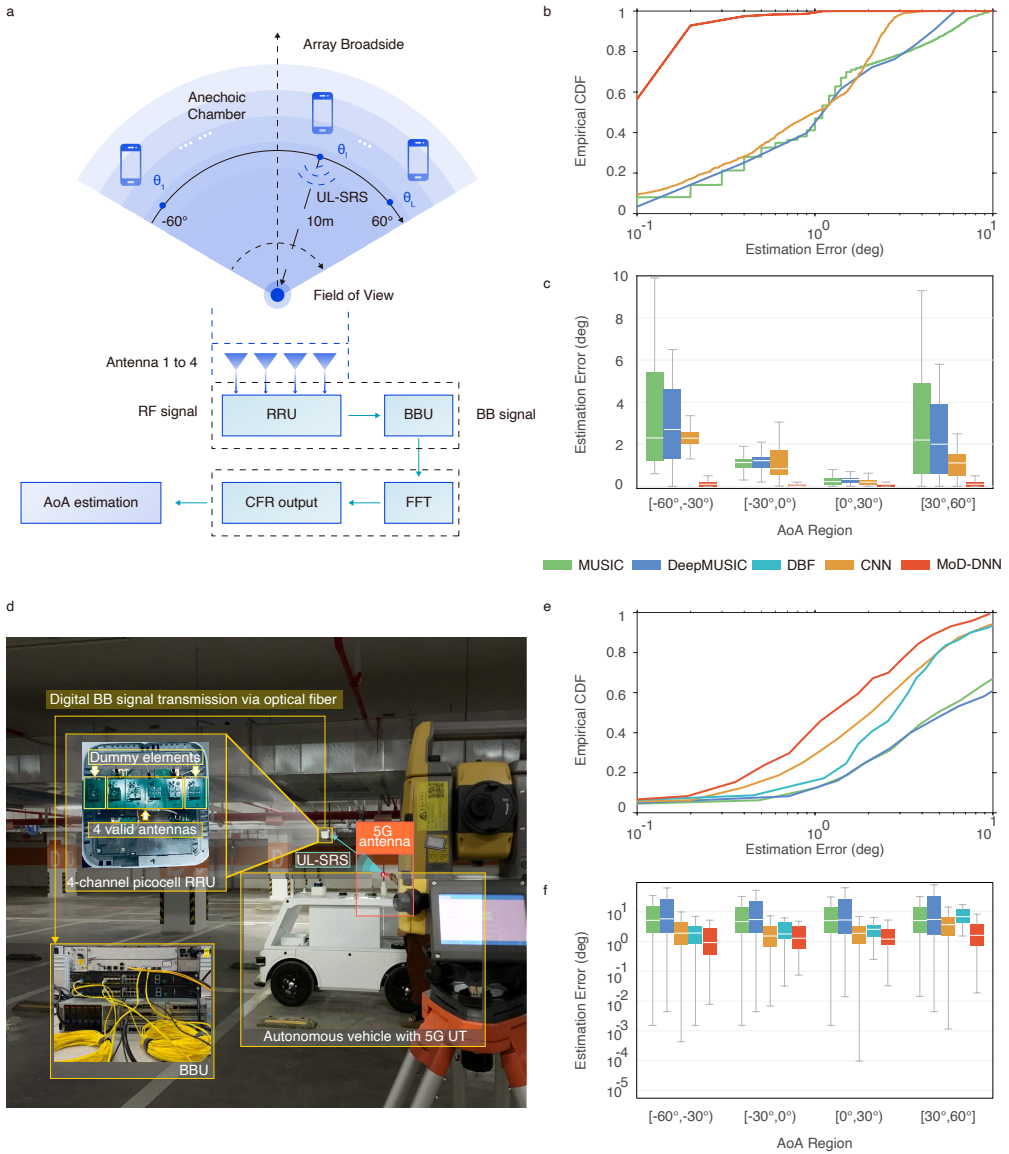 a
Array Broadside
Anechoic
Chamber
θ₁
θₗ
θ_L
UL-SRS
-60°
10m
60°
Field of View
Antenna 1 to 4
RF signal
RRU
BBU
BB signal
AoA estimation
CFR output
FFT
b
Empirical CDF
1
0.8
0.6
0.4
0.2
0
10⁻¹
10⁰
10¹
Estimation Error (deg)
c
Estimation Error (deg)
10
8
6
4
2
0
[-60°,-30°)
[-30°,0°)
[0°,30°)
[30°,60°]
AoA Region
MUSIC
DeepMUSIC
DBF
CNN
MoD-DNN
d
Digital BB signal transmission via optical fiber
Dummy elements
4 valid antennas
4-channel picocell RRU
5G
antenna
UL-SRS
Autonomous vehicle with 5G UT
BBU
e
Empirical CDF
1
0.8
0.6
0.4
0.2
0
10⁻¹
10⁰
10¹
Estimation Error (deg)
f
Estimation Error (deg)
10¹
10⁰
10⁻¹
10⁻²
10⁻³
10⁻⁴
10⁻⁵
[-60°,-30°)
[-30°,0°)
[0°,30°)
[30°,60°]
AoA Region